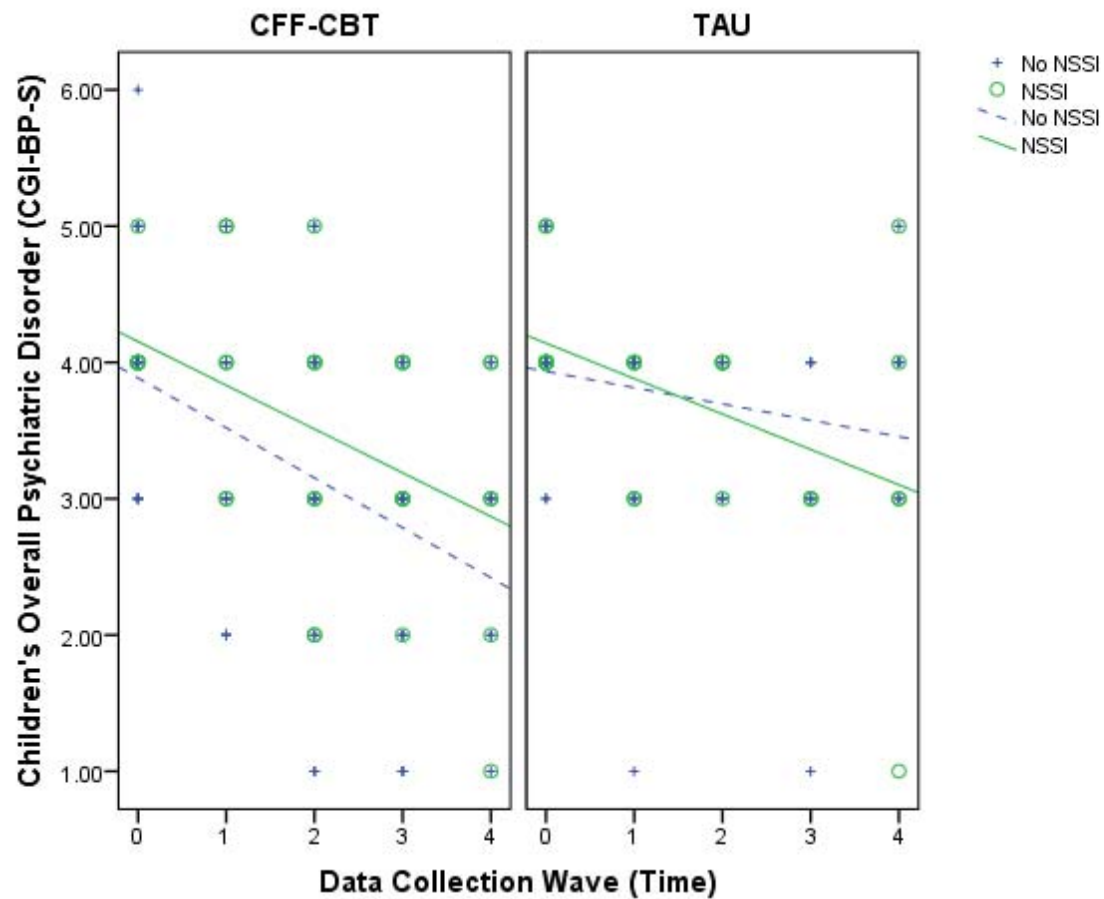 CFF-CBT
TAU
No NSSI
NSSI
No NSSI
NSSI
Children's Overall Psychiatric Disorder (CGI-BP-S)
6.00
5.00
4.00
3.00
2.00
1.00
0 1 2 3 4
0 1 2 3 4
Data Collection Wave (Time)